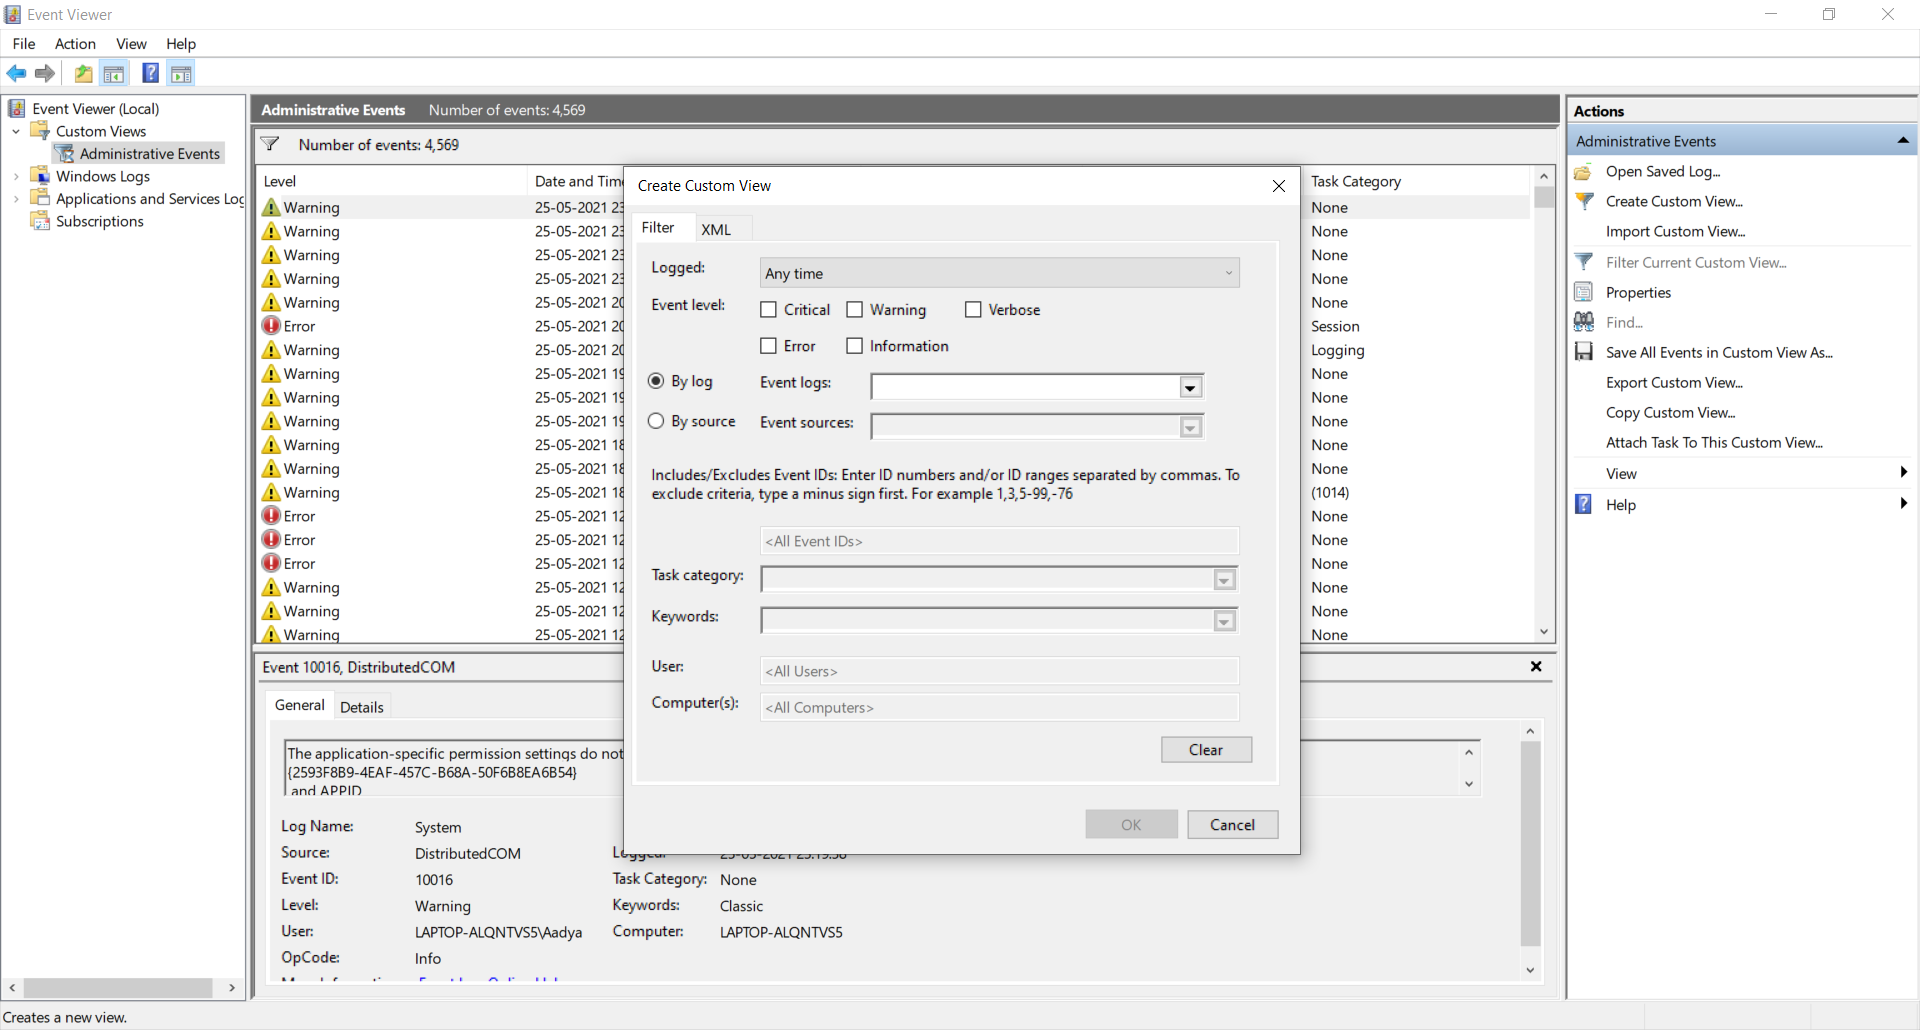 Event Viewer
File Action View Help
Event Viewer (Local)
Custom Views
Administrative Events
Windows Logs
Applications and Services Log
Subscriptions
Administrative Events Number of events: 4,569
Number of events: 4,569
Level Date and Time Task Category
Warning 25-05-2021 23 None
Warning 25-05-2021 23 None
Warning 25-05-2021 23 None
Warning 25-05-2021 23 None
Warning 25-05-2021 20 None
Error 25-05-2021 20 Session
Warning 25-05-2021 20 Logging
Warning 25-05-2021 19 None
Warning 25-05-2021 19 None
Warning 25-05-2021 19 None
Warning 25-05-2021 18 None
Warning 25-05-2021 18 None
Warning 25-05-2021 18 (1014)
Error 25-05-2021 12 None
Error 25-05-2021 12 None
Error 25-05-2021 12 None
Warning 25-05-2021 12 None
Warning 25-05-2021 12 None
Warning 25-05-2021 12 None
Create Custom View
Filter XML
Logged: Any time
Event level: Critical Warning Verbose
Error Information
By log Event logs:
By source Event sources:
Includes/Excludes Event IDs: Enter ID numbers and/or ID ranges separated by commas. To
exclude criteria, type a minus sign first. For example 1,3,5-99,-76
<All Event IDs>
Task category:
Keywords:
User: <All Users>
Computer(s): <All Computers>
Clear
OK Cancel
Event 10016, DistributedCOM
General Details
The application-specific permission settings do not
{2593F8B9-4EAF-457C-B68A-50F6B8EA6B54}
and APPID
Log Name: System
Source: DistributedCOM Logged:
Event ID: 10016 Task Category: None
Level: Warning Keywords: Classic
User: LAPTOP-ALQNTVS5\Aadya Computer: LAPTOP-ALQNTVS5
OpCode: Info
Actions
Administrative Events
Open Saved Log...
Create Custom View...
Import Custom View...
Filter Current Custom View...
Properties
Find...
Save All Events in Custom View As...
Export Custom View...
Copy Custom View...
Attach Task To This Custom View...
View
Help
Creates a new view.